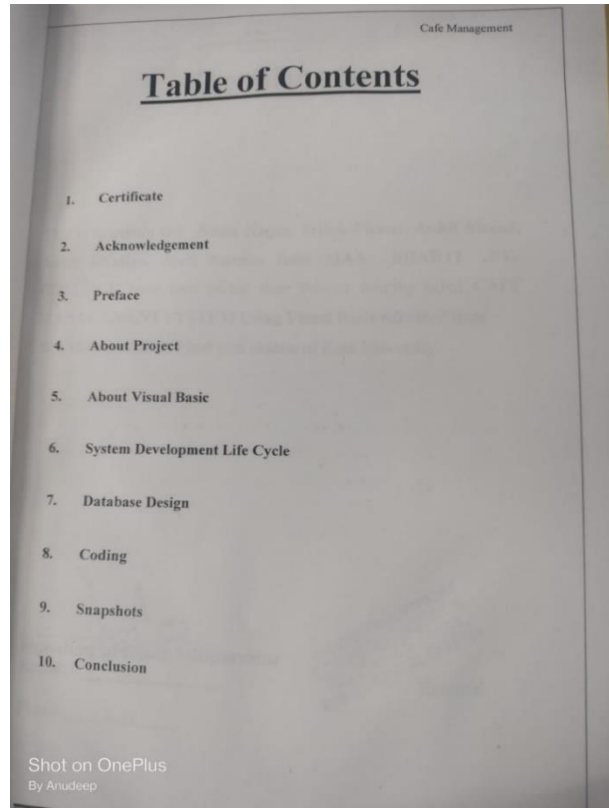 Cafe Management
Table of Contents
1. Certificate
2. Acknowledgement
3. Preface
4. About Project
5. About Visual Basic
6. System Development Life Cycle
7. Database Design
8. Coding
9. Snapshots
10. Conclusion
Shot on OnePlus
By Anudeep